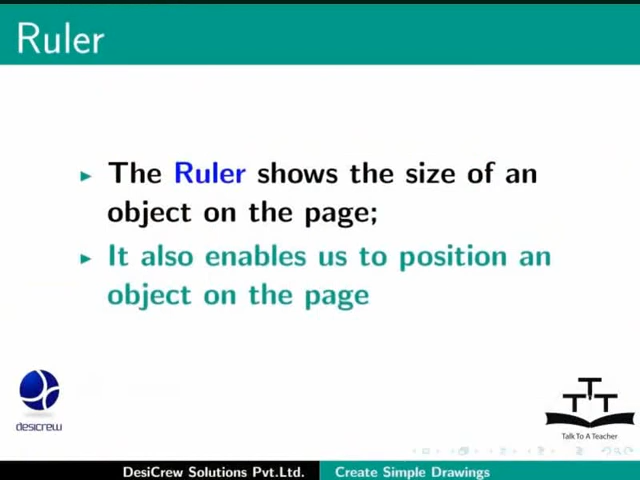 Ruler
The Ruler shows the size of an
object on the page;
It also enables us to position an
object on the page
desicrew
TTT
Talk To A Teacher
DesiCrew Solutions Pvt.Ltd. Create Simple Drawings